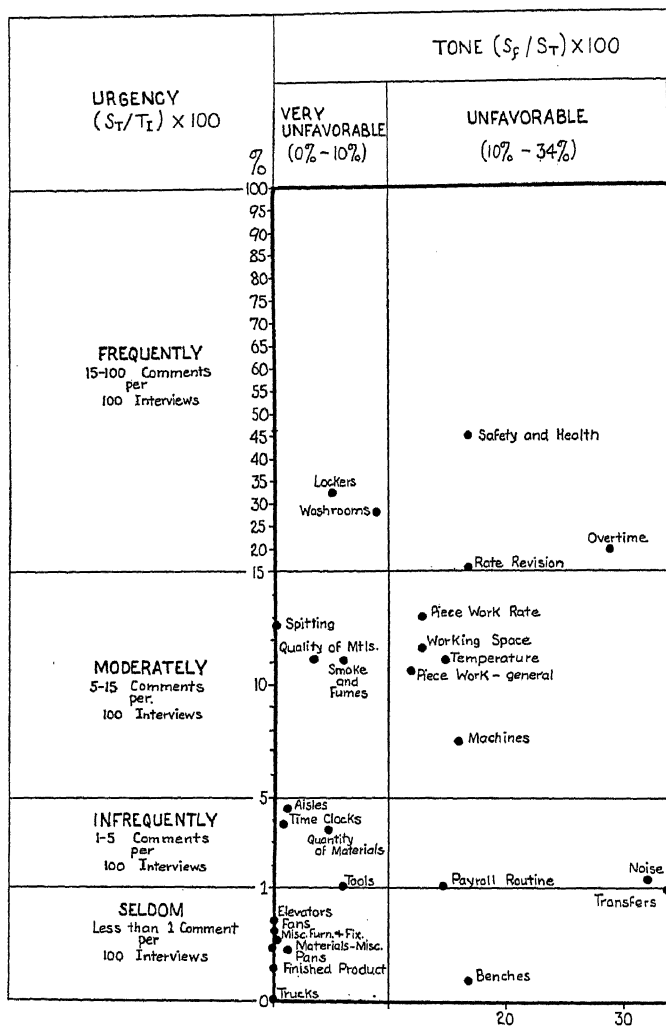 TONE (Sf/ST) X 100
URGENCY
(ST/TI) X 100
VERY
UNFAVORABLE
(0% - 10%)
UNFAVORABLE
(10% - 34%)
%
100
95
90
85
80
75
70
65
60
55
50
45
40
35
30
25
20
15
10
5
1
0
FREQUENTLY
15-100 Comments
per
100 Interviews
Safety and Health
Lockers
Washrooms
Overtime
Rate Revision
MODERATELY
5-15 Comments
per.
100 Interviews
Spitting
Quality of Mtls.
Smoke
and
Fumes
Piece Work Rate
Working Space
Temperature
Piece Work - general
Machines
INFREQUENTLY
1-5 Comments
per
100 Interviews
Aisles
Time Clocks
Quantity
of Materials
Tools
Payroll Routine
Noise
Transfers
SELDOM
Less than 1 Comment
per
100 Interviews
Elevators
Fans
Misc. Furn. + Fix.
Materials-Misc.
Pans
Finished Product
Trucks
Benches
20
30